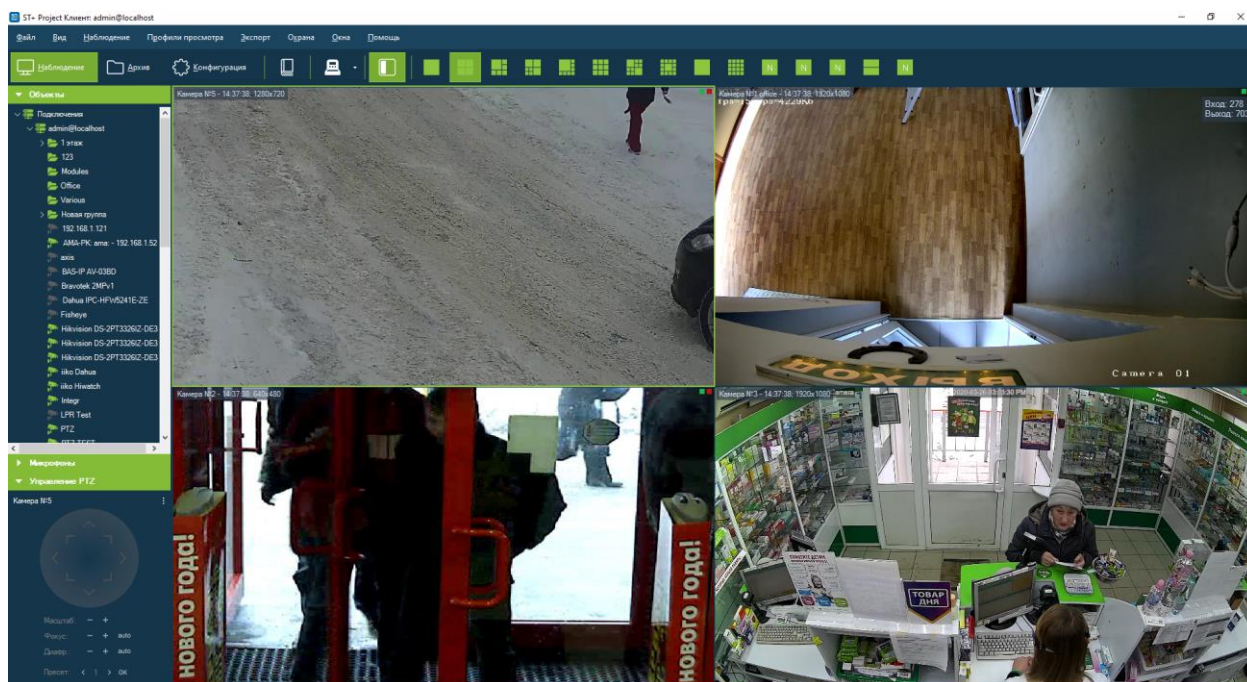 ST+ Project Клиент: admin@localhost
Файл Вид Наблюдение Профили просмотра Экспорт Охрана Окна Помощь
Наблюдение Архив Конфигурация N N N N
Объекты
Подключения
admin@localhost
1 этаж
123
Modules
Office
Various
Новая группа
192.168.1.121
AMA-PK: ama: - 192.168.1.52
axis
BAS-IP AV-03BD
Bravotek 2MPv1
Dahua IPC-HFW5241E-ZE
Fisheye
Hikvision DS-2PT3326IZ-DE3
Hikvision DS-2PT3326IZ-DE3
Hikvision DS-2PT3326IZ-DE3
iiko Dahua
iiko Hiwatch
Integr
LPR Test
PTZ
PTZ TEST
Микрофоны
Управление PTZ
Камера №5
Масштаб: − +
Фокус: − + auto
Диафр: − + auto
Пресет: < 1 > OK
Камера №5 - 14:37:38, 1280x720
Камера №1 office - 14:37:38, 1920x1080
Вход: 278
Выход: 703
ВЫХОД
Camera 01
Камера №2 - 14:37:38, 640x480
НОВОГО ГОДА!
НОВОГО ГОДА!
Камера №3 - 14:37:38, 1920x1080
ТОВАР
ДНЯ